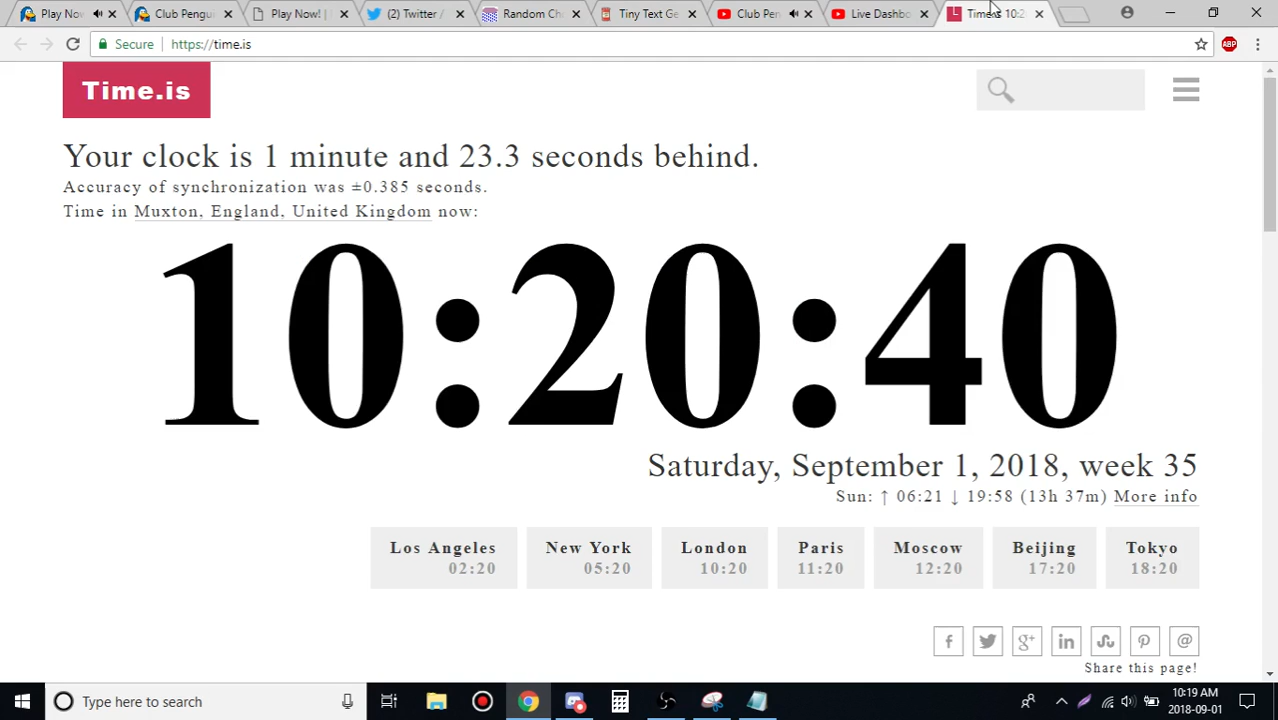 Play Now
Club Pengu
Play Now! |
(2) Twitter /
Random Ch
Tiny Text Ge
Club Pen
Live Dashbo
Time.is 10:2
Secure
https://time.is
ABP
Time.is
Your clock is 1 minute and 23.3 seconds behind.
Accuracy of synchronization was ±0.385 seconds.
Time in Muxton, England, United Kingdom now:
10:20:40
Saturday, September 1, 2018, week 35
Sun: ↑ 06:21 ↓ 19:58 (13h 37m) More info
Los Angeles
02:20
New York
05:20
London
10:20
Paris
11:20
Moscow
12:20
Beijing
17:20
Tokyo
18:20
Share this page!
Type here to search
10:19 AM
2018-09-01